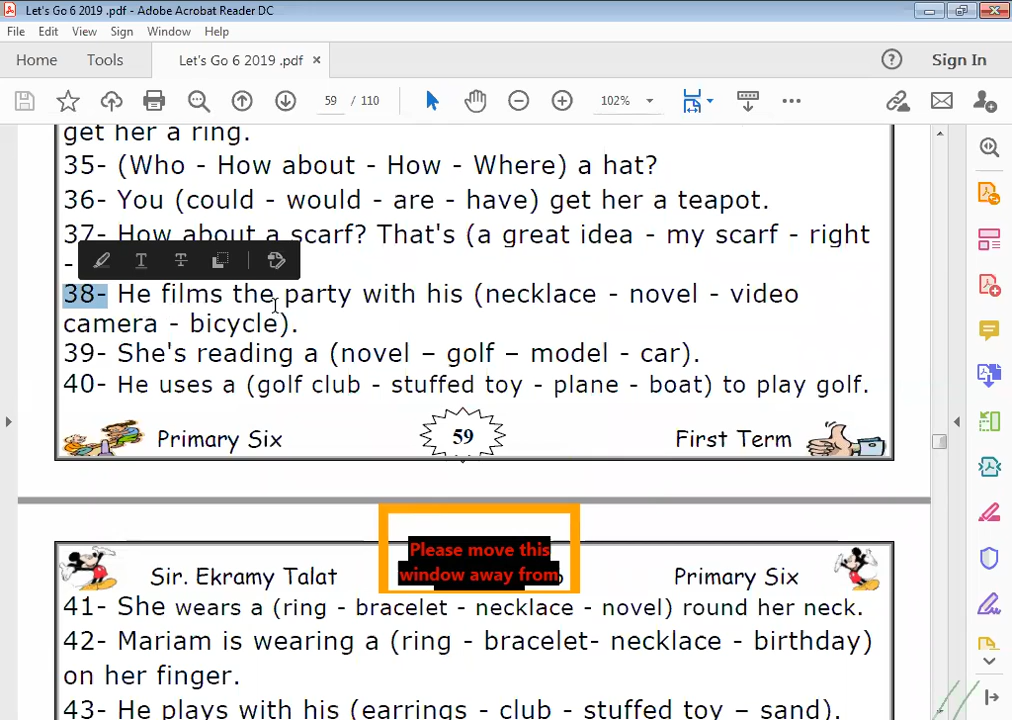 Let's Go 6 2019 .pdf - Adobe Acrobat Reader DC
File Edit View Sign Window Help
Home Tools Let's Go 6 2019 .pdf × Sign In
59 / 110 102%
get her a ring.
35- (Who - How about - How - Where) a hat?
36- You (could - would - are - have) get her a teapot.
37- How about a scarf? That's (a great idea - my scarf - right
-
38- He films the party with his (necklace - novel - video
camera - bicycle).
39- She's reading a (novel – golf – model - car).
40- He uses a (golf club - stuffed toy - plane - boat) to play golf.
Primary Six 59 First Term
Please move this
window away from
Sir. Ekramy Talat Primary Six
41- She wears a (ring - bracelet - necklace - novel) round her neck.
42- Mariam is wearing a (ring - bracelet- necklace - birthday)
on her finger.
43- He plays with his (earrings - club - stuffed toy – sand).